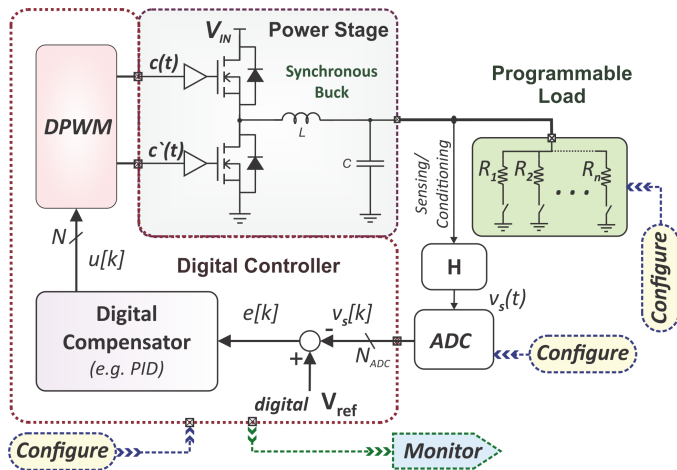 V_IN
Power Stage
Synchronous
Buck
L
C
DPWM
c(t)
c`(t)
Programmable
Load
R_1
R_2
...
R_n
Configure
Sensing/
Conditioning
H
v_s(t)
ADC
Configure
N
u[k]
Digital Controller
Digital
Compensator
(e.g. PID)
e[k]
v_s[k]
-
+
N_ADC
digital V_ref
Configure
Monitor